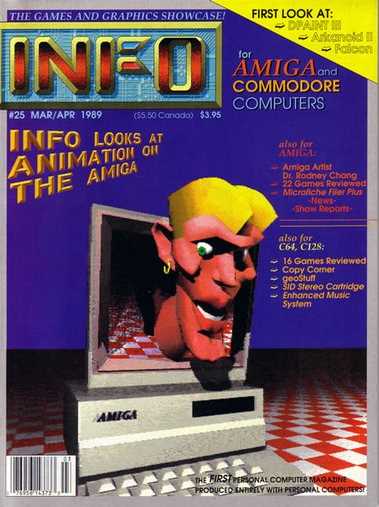 THE GAMES AND GRAPHICS SHOWCASE!
INFO
FIRST LOOK AT:
DPAINT III
Arkanoid II
Falcon
for
AMIGA and
COMMODORE
COMPUTERS
#25 MAR/APR 1989 ($5.50 Canada) $3.95
INFO LOOKS AT
ANIMATION ON
THE AMIGA
also for
AMIGA:
Amiga Artist
Dr. Rodney Chang
22 Games Reviewed
Microfiche Filer Plus
-News-
-Show Reports-
also for
C64, C128:
16 Games Reviewed
Copy Corner
geoStuff
SID Stereo Cartridge
Enhanced Music
System
AMIGA
THE FIRST PERSONAL COMPUTER MAGAZINE
PRODUCED ENTIRELY WITH PERSONAL COMPUTERS!